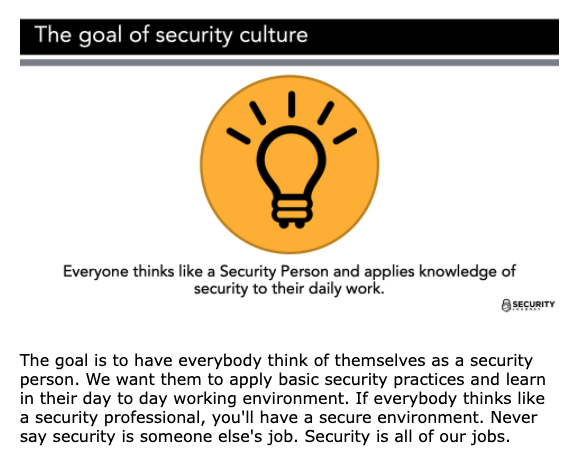 The goal of security culture
Everyone thinks like a Security Person and applies knowledge of
security to their daily work.
SECURITY
JOURNEY
The goal is to have everybody think of themselves as a security
person. We want them to apply basic security practices and learn
in their day to day working environment. If everybody thinks like
a security professional, you'll have a secure environment. Never
say security is someone else's job. Security is all of our jobs.